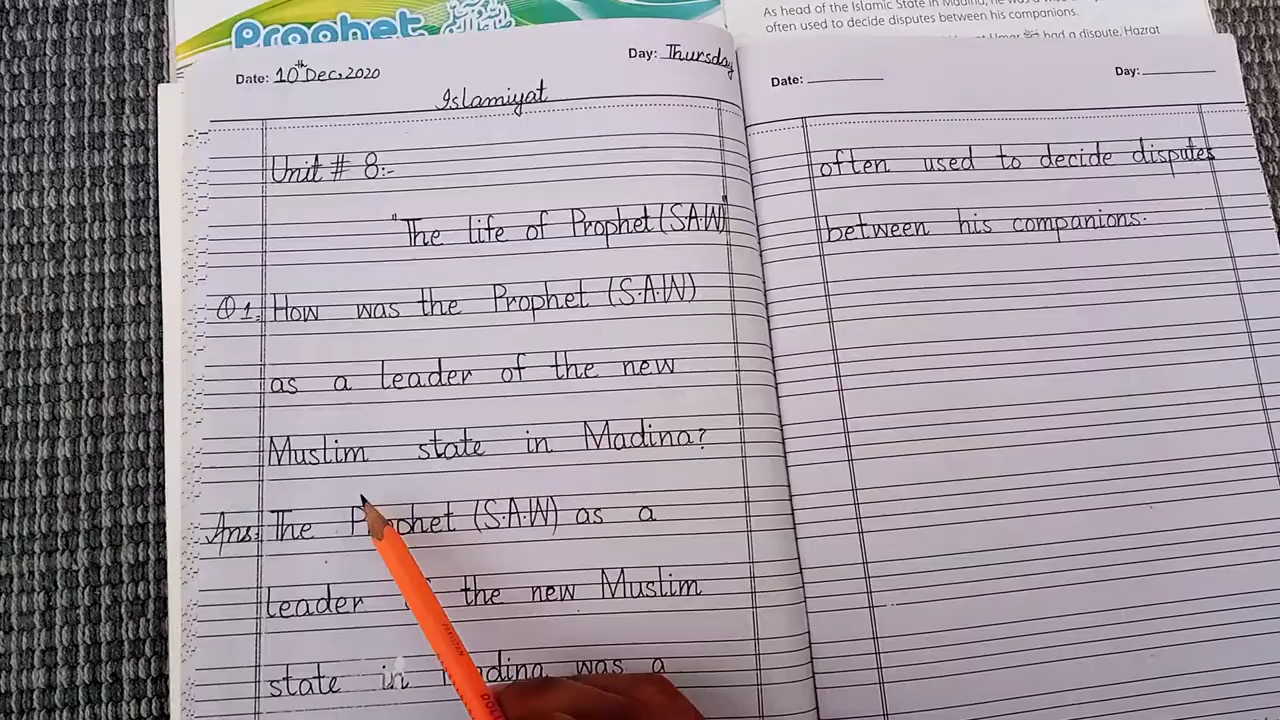 Prophet
As head of the Islamic State in Madina, he was a
often used to decide disputes between his companions.
Umar had a dispute, Hazrat
Date: 10th Dec, 2020
Day: Thursday
Islamiyat
Unit # 8:-
"The life of Prophet (S.A.W)"
Q1. How was the Prophet (S.A.W)
as a leader of the new
Muslim state in Madina?
Ans: The Prophet (S.A.W) as a
leader the new Muslim
state in Madina was a
Date:
Day:
often used to decide disputes
between his companions.
PAKISTAN